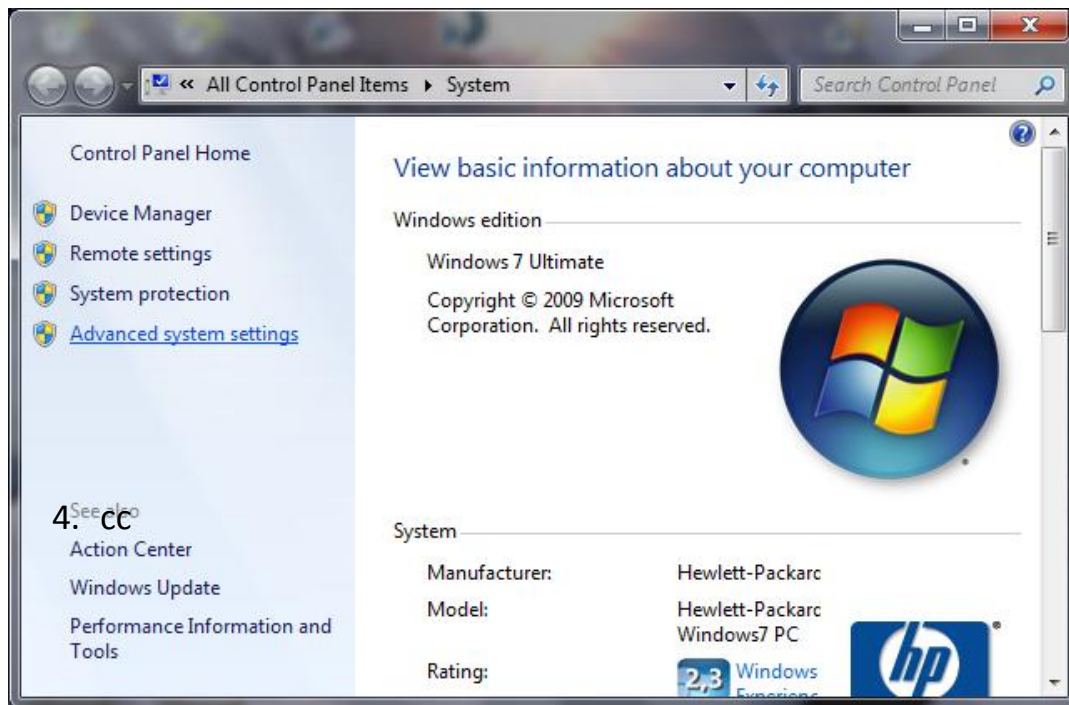 « All Control Panel Items ▸ System
Search Control Panel
Control Panel Home
Device Manager
Remote settings
System protection
Advanced system settings
See also
4. cc
Action Center
Windows Update
Performance Information and
Tools
View basic information about your computer
Windows edition
Windows 7 Ultimate
Copyright © 2009 Microsoft
Corporation. All rights reserved.
System
Manufacturer: Hewlett-Packard
Model: Hewlett-Packard
Windows7 PC
Rating: 2,3 Windows
hp